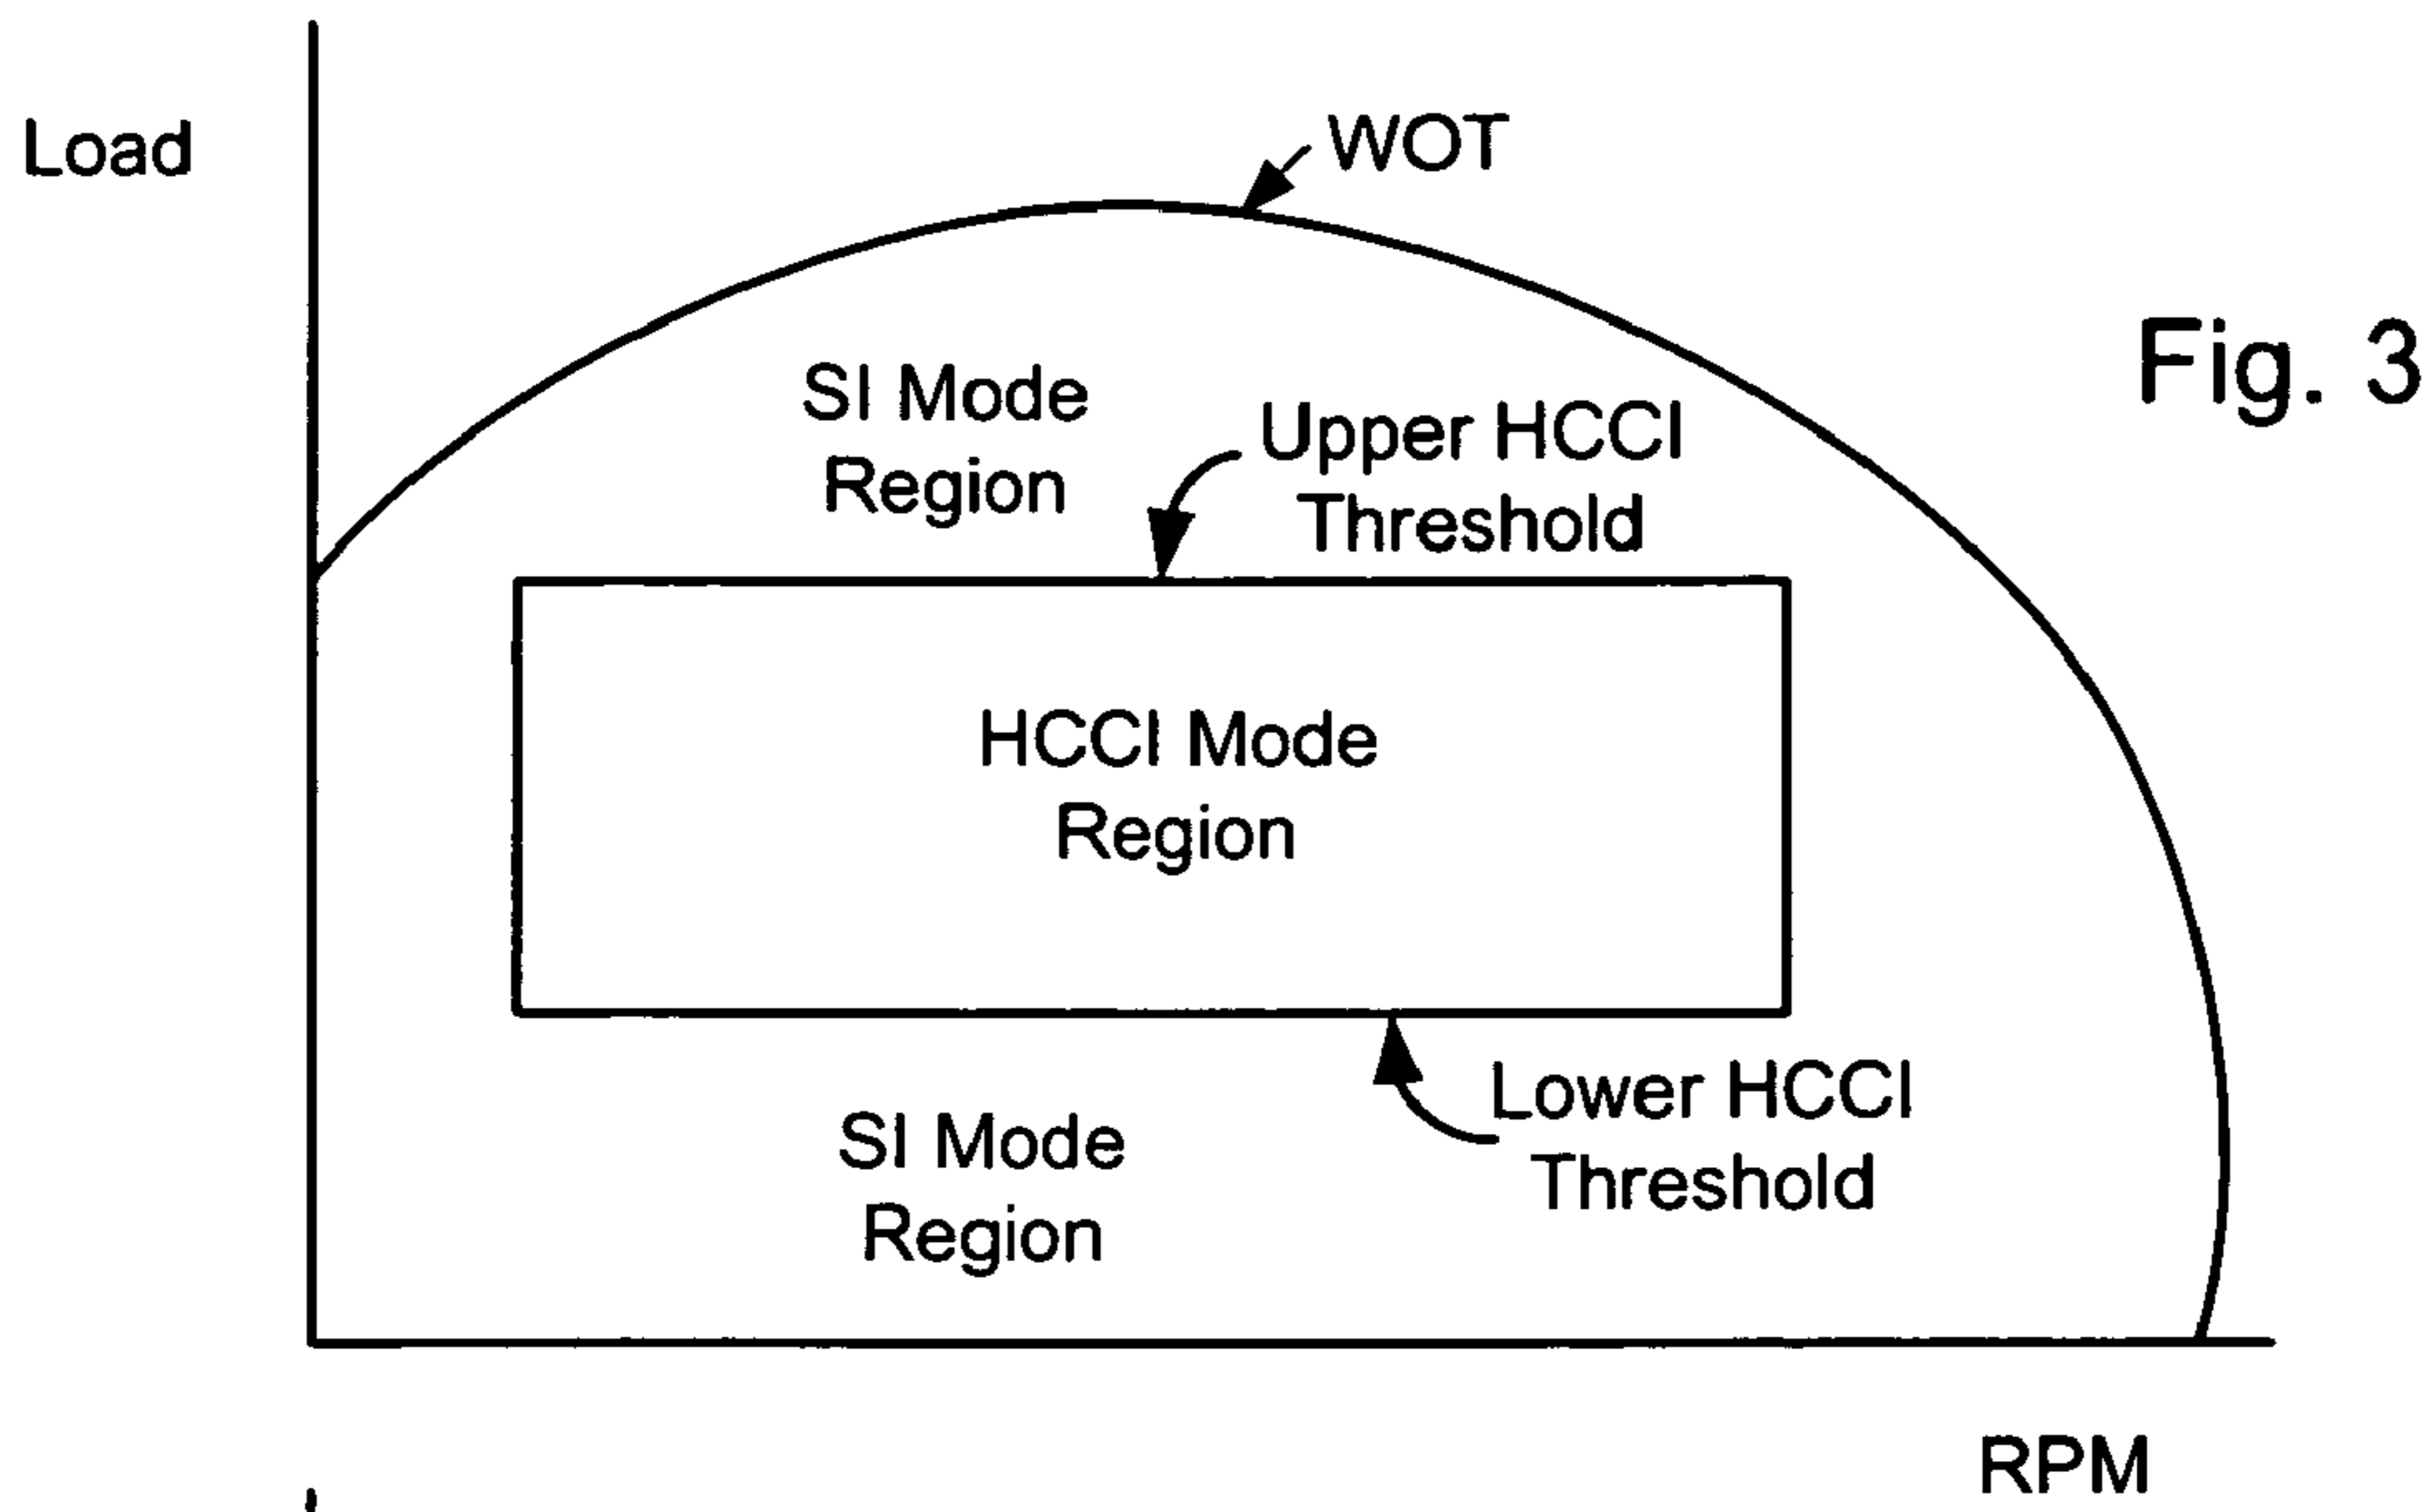 Load
WOT
Fig. 3
SI Mode
Region
Upper HCCI
Threshold
HCCI Mode
Region
Lower HCCI
Threshold
SI Mode
Region
RPM